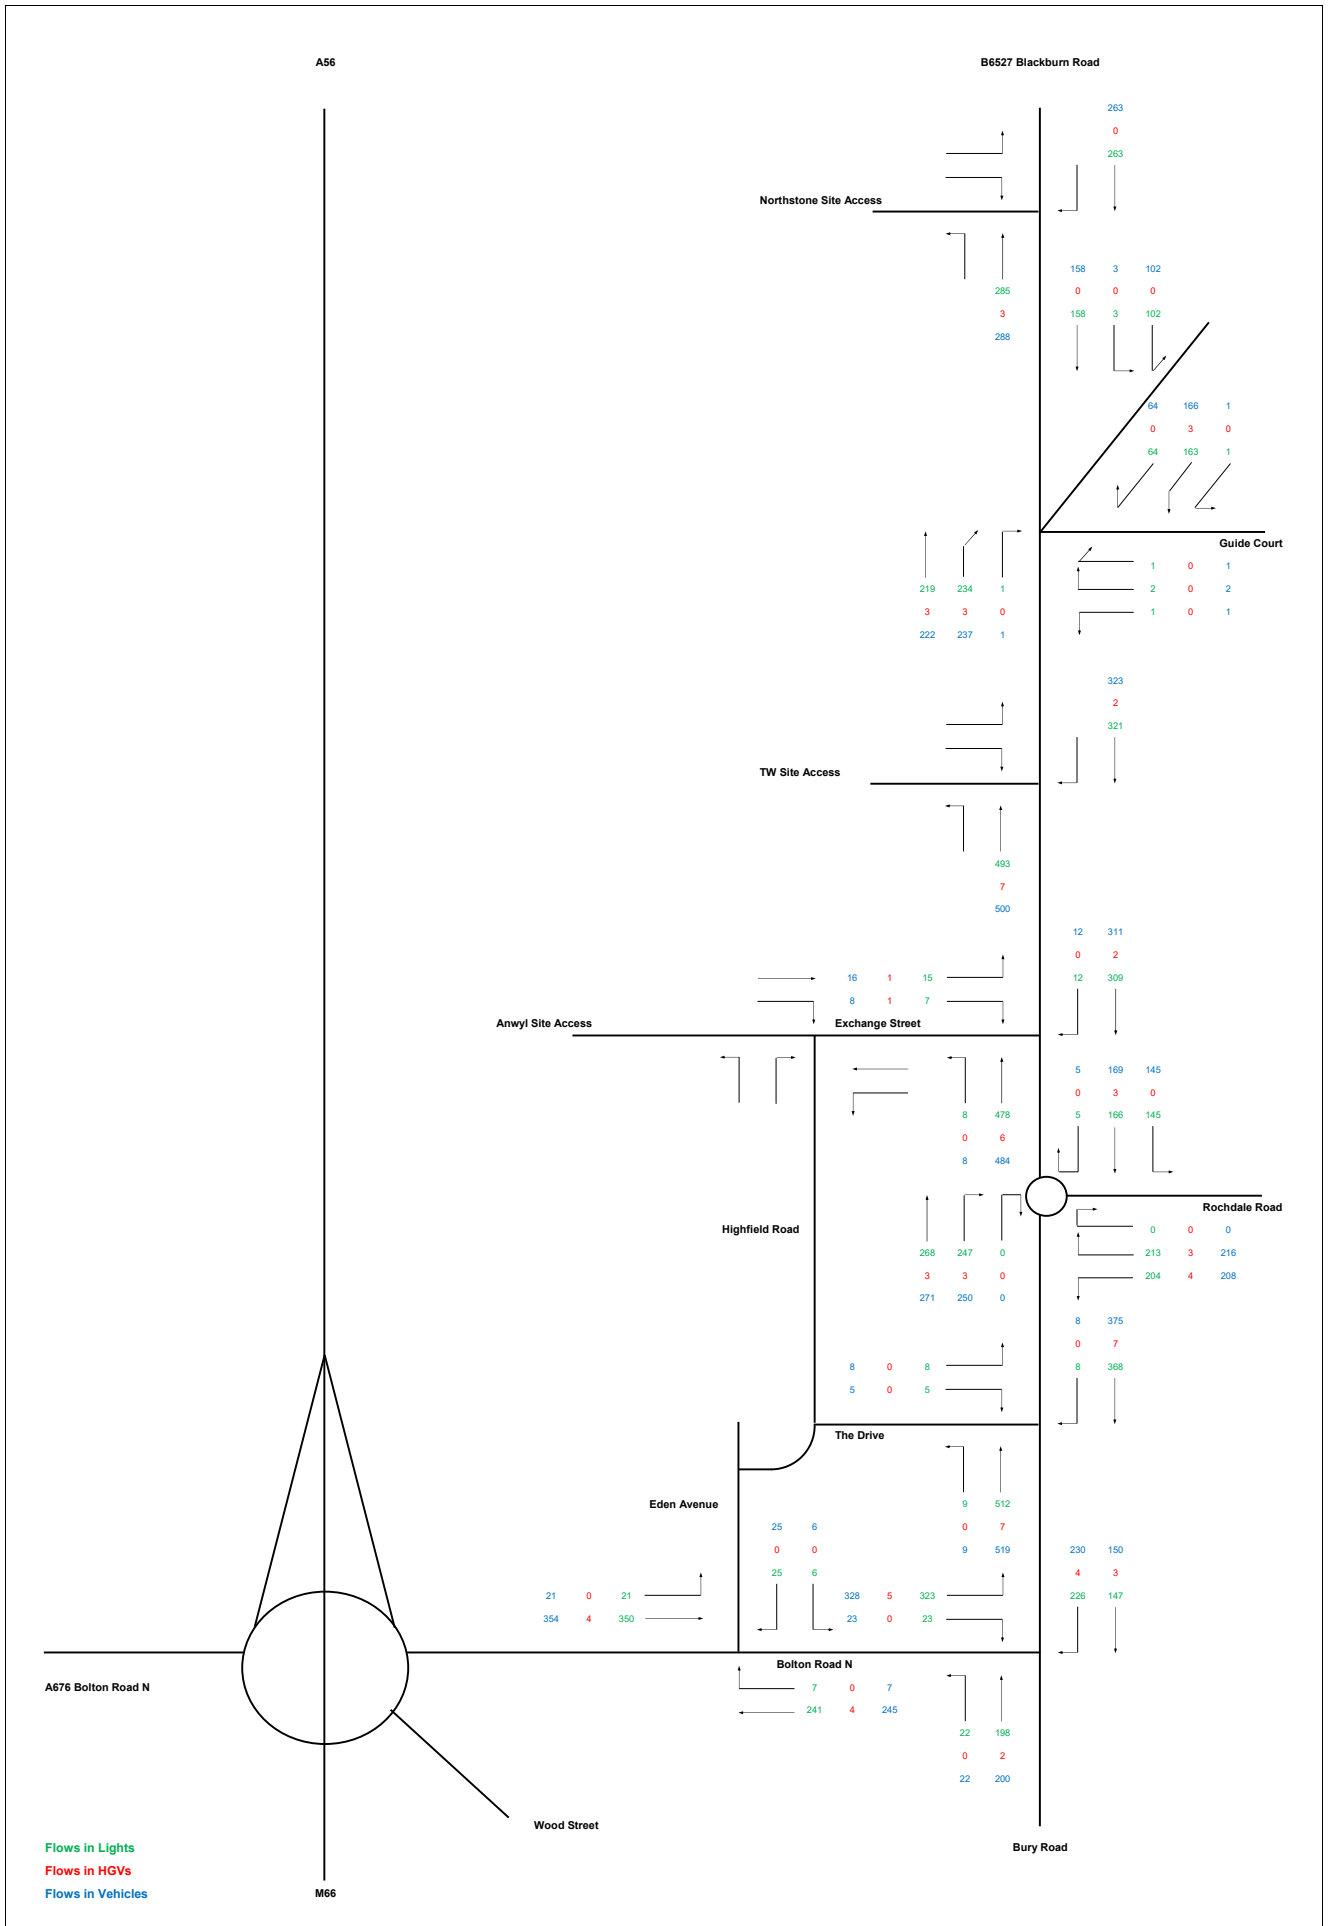 A56 B6527 Blackburn Road
263
0
263
Northstone Site Access
158 3 102
285 0 0 0
3 158 3 102
288
64 166 1
0 3 0
64 163 1
Guide Court
1 0 1
219 234 1 2 0 2
3 3 0 1 0 1
222 237 1
323
2
321
TW Site Access
493
7
500
12 311
0 2
16 1 15 12 309
8 1 7
Anwyl Site Access Exchange Street
5 169 145
0 3 0
8 478 5 166 145
0 6
8 484
Rochdale Road
Highfield Road 0 0 0
268 247 0 213 3 216
3 3 0 204 4 208
271 250 0
8 375
0 7
8 0 8 8 368
5 0 5
The Drive
Eden Avenue 9 512
25 6 0 7
0 0 9 519 230 150
25 6 4 3
21 0 21 328 5 323 226 147
354 4 350 23 0 23
Bolton Road N
A676 Bolton Road N 7 0 7
241 4 245
22 198
0 2
22 200
Wood Street
Flows in Lights Bury Road
Flows in HGVs
Flows in Vehicles M66